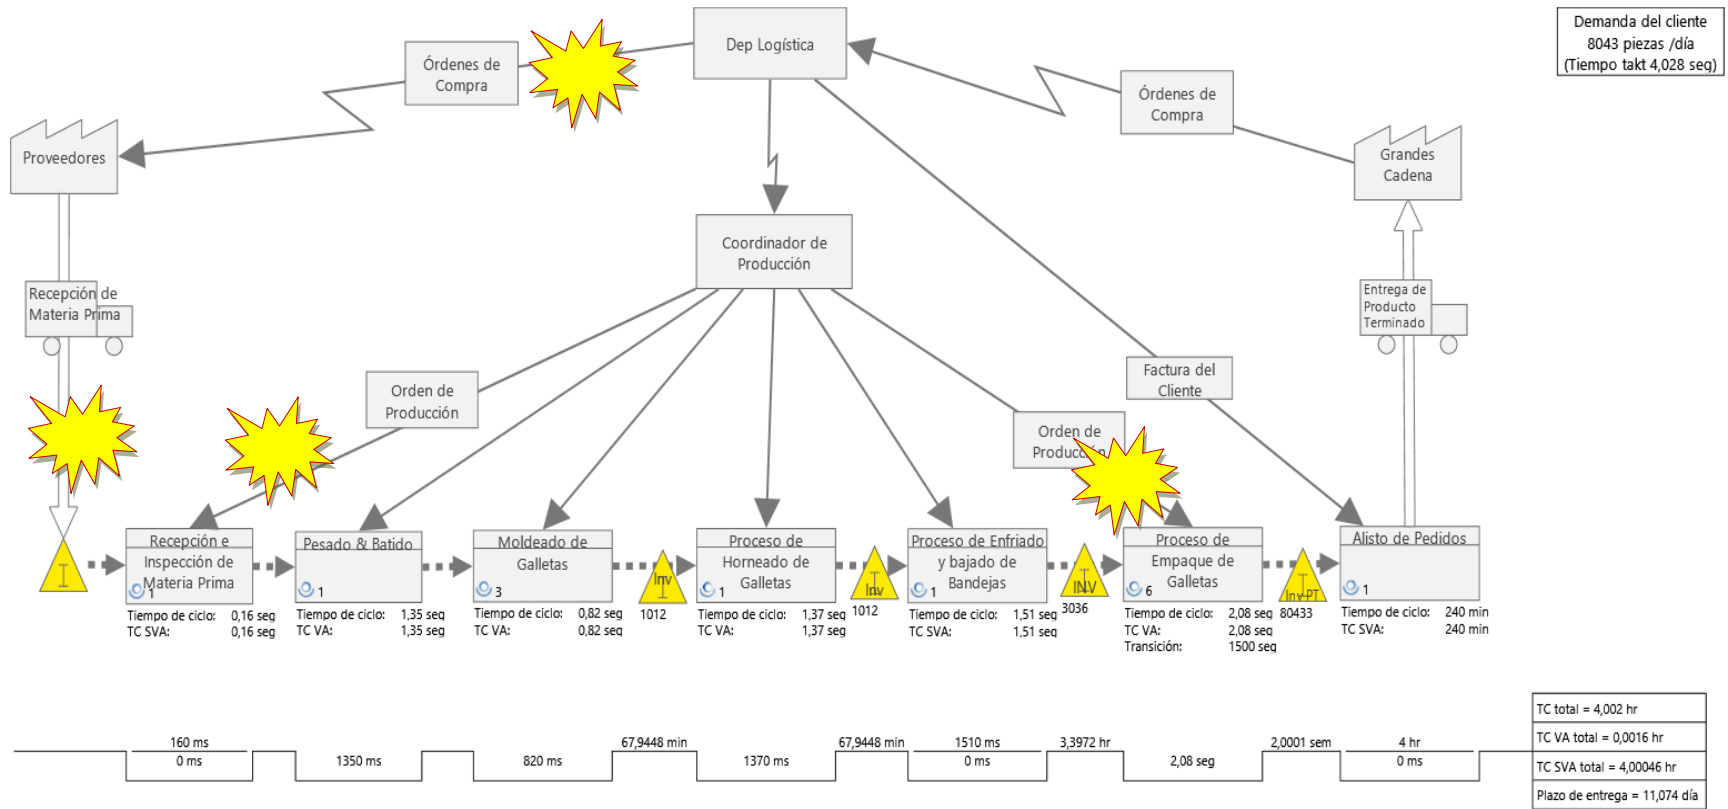 Demanda del cliente
8043 piezas /día
(Tiempo takt 4,028 seg)
Dep Logística
Órdenes de
Compra
Órdenes de
Compra
Proveedores
Grandes
Cadena
Coordinador de
Producción
Recepción de
Materia Prima
Entrega de
Producto
Terminado
Orden de
Producción
Factura del
Cliente
Orden de
Producción
Recepción e
Inspección de
Materia Prima
1
Tiempo de ciclo: 0,16 seg
TC SVA: 0,16 seg
Pesado & Batido
1
Tiempo de ciclo: 1,35 seg
TC VA: 1,35 seg
Moldeado de
Galletas
3
Tiempo de ciclo: 0,82 seg
TC VA: 0,82 seg
Inv
1012
Proceso de
Horneado de
Galletas
1
Tiempo de ciclo: 1,37 seg
TC VA: 1,37 seg
Inv
1012
Proceso de Enfriado
y bajado de
Bandejas
1
Tiempo de ciclo: 1,51 seg
TC SVA: 1,51 seg
INV
3036
Proceso de
Empaque de
Galletas
6
Tiempo de ciclo: 2,08 seg
TC VA: 2,08 seg
Transición: 1500 seg
Inv PT
80433
Alisto de Pedidos
1
Tiempo de ciclo: 240 min
TC SVA: 240 min
160 ms
0 ms
1350 ms
820 ms
67,9448 min
1370 ms
67,9448 min
1510 ms
0 ms
3,3972 hr
2,08 seg
2,0001 sem
4 hr
0 ms
TC total = 4,002 hr
TC VA total = 0,0016 hr
TC SVA total = 4,00046 hr
Plazo de entrega = 11,074 día